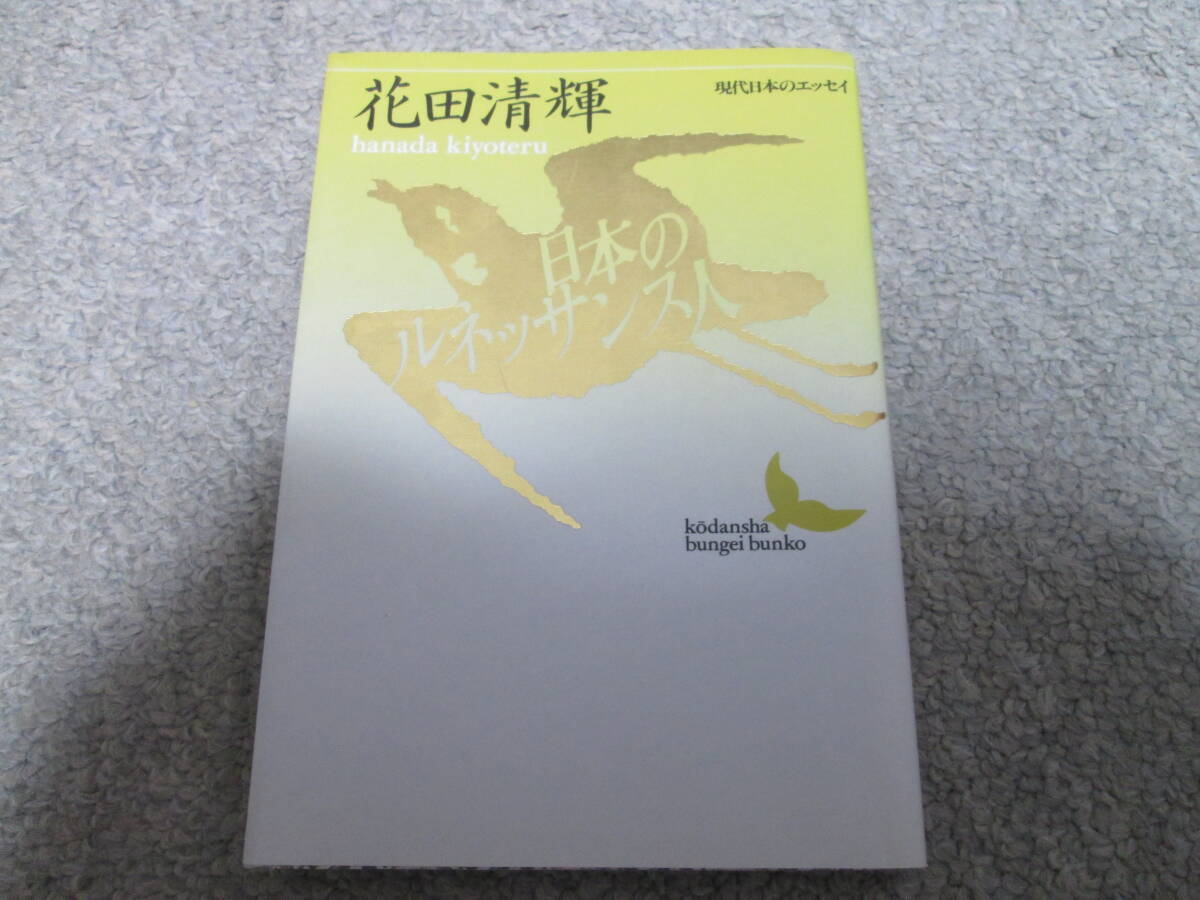 現代日本のエッセイ
花田清輝
hanada kiyoteru
日本の
ルネッサンス人
kōdansha
bungei bunko